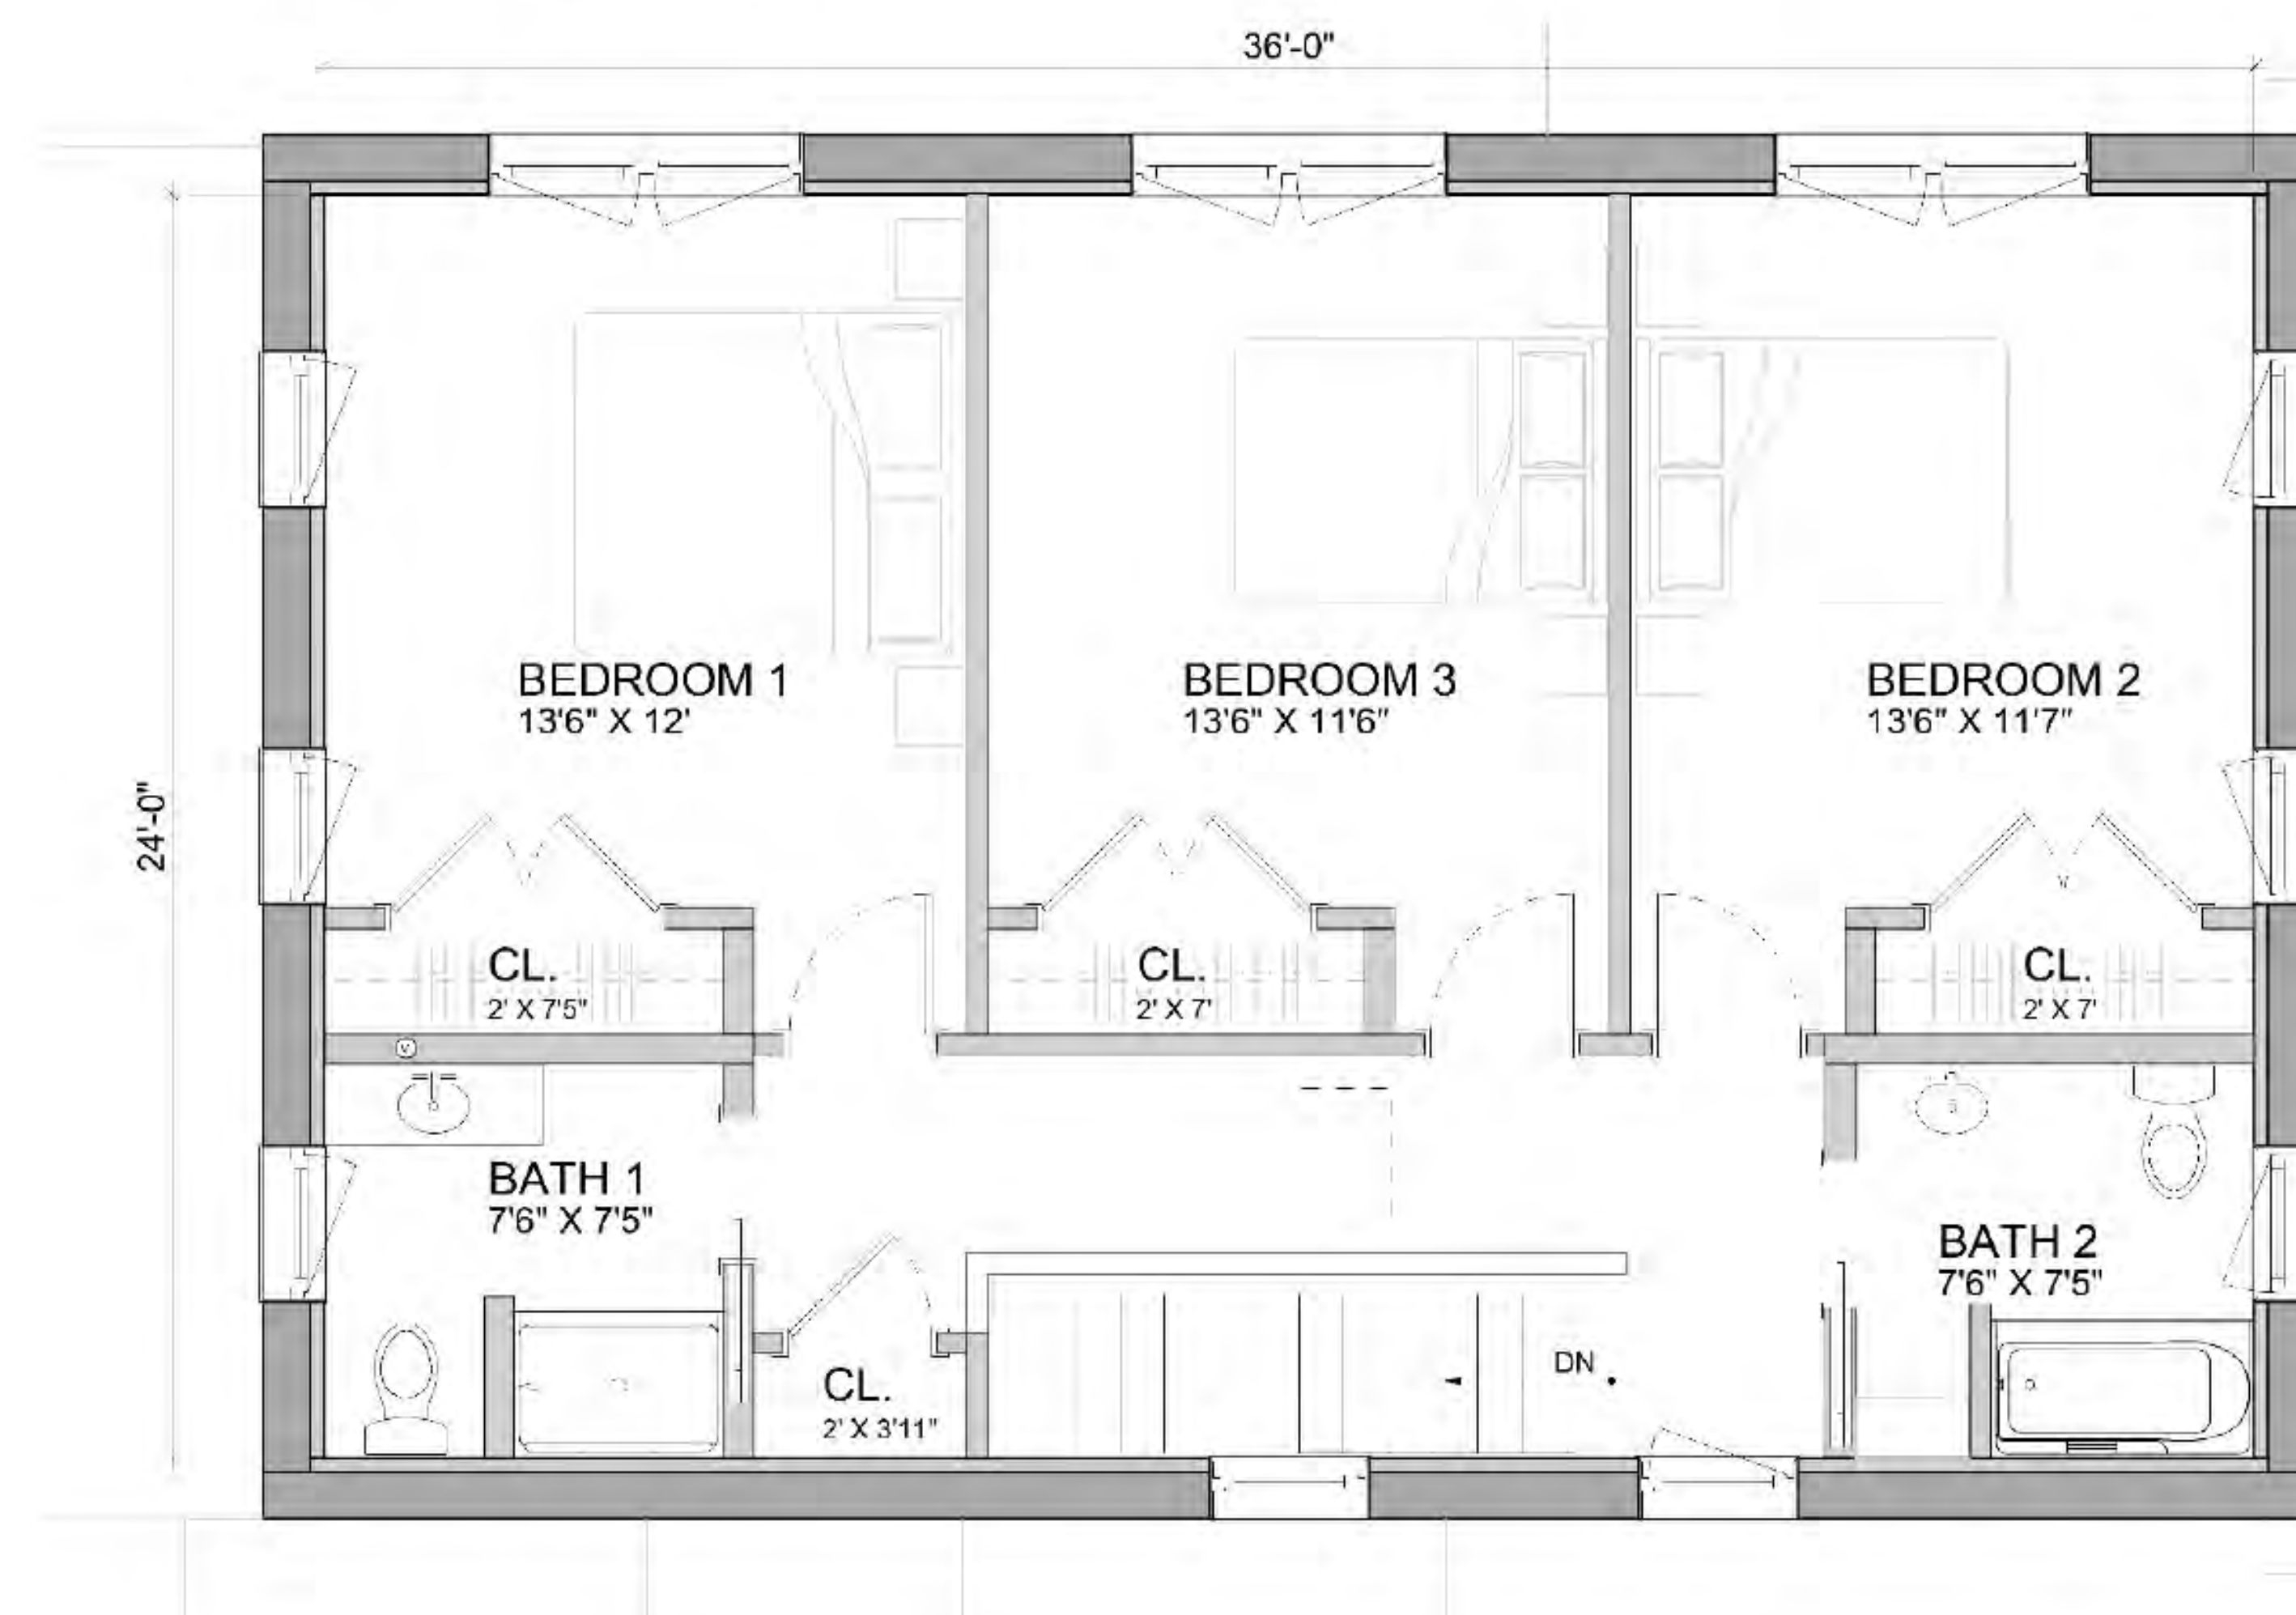 36'-0"
BEDROOM 1
13'6" X 12'
BEDROOM 3
13'6" X 11'6"
BEDROOM 2
13'6" X 11'7"
24'-0"
CL.
2' X 7'5"
CL.
2' X 7'
CL.
2' X 7'
V
BATH 1
7'6" X 7'5"
BATH 2
7'6" X 7'5"
DN
CL.
2' X 3'11"